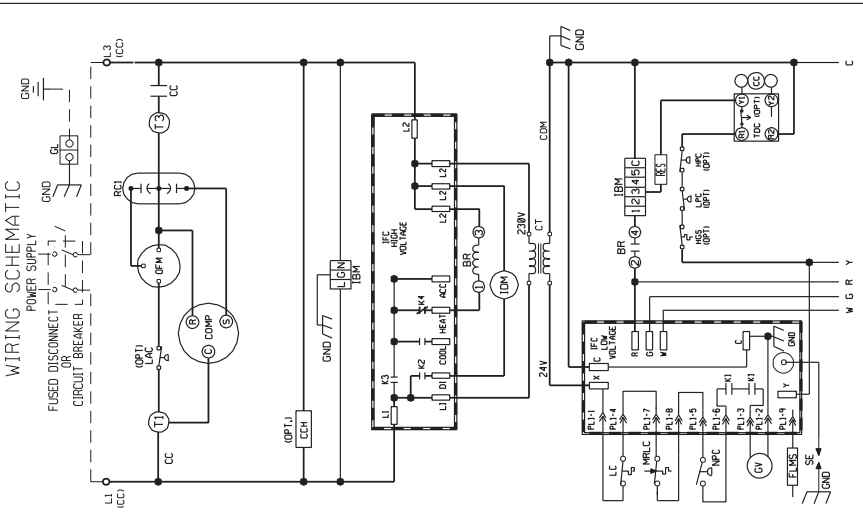 WIRING SCHEMATIC
POWER SUPPLY
FUSED DISCONNECT
OR
CIRCUIT BREAKER
GND
GL
GND
L3
(CC)
L1
(CC)
CC
T3
RC1
OFM
(OPT)
LAC
R
S
C
COMP
T1
CC
(OPT.)
CCH
GND
L G N
IBM
IFC
HIGH
VOLTAGE
L2
L2
L2
L2
K3
K4
K2
L1
L1
D1
COOL
HEAT
ACC
BR
1
3
IDM
230V
CT
24V
COM
GND
IBM
1 2 3 4 5 C
BR
2
4
RES
HGS
(OPT)
LPC
(OPT)
HPC
(OPT)
CC
Y1
Y2
R1
R2
TDC (OPT)
C
Y
R
G
W
IFC
LOW
VOLTAGE
R
G
W
X
C
C
GND
Y
K1
K1
PL1-1
PL1-4
PL1-7
PL1-8
PL1-5
PL1-6
PL1-3
PL1-2
PL1-9
LC
MRLC
NPC
GV
FLMS
SE
GND